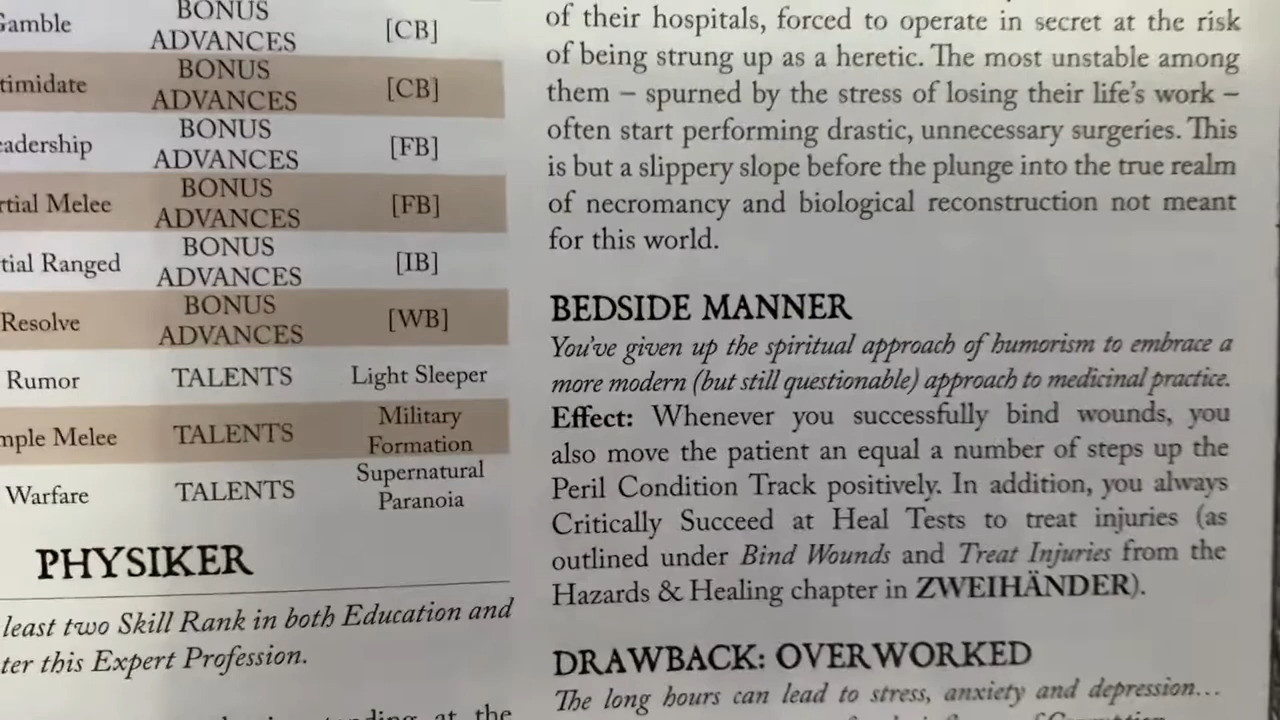 Gamble BONUS ADVANCES [CB]
timidate BONUS ADVANCES [CB]
eadership BONUS ADVANCES [FB]
rtial Melee BONUS ADVANCES [FB]
tial Ranged BONUS ADVANCES [IB]
Resolve BONUS ADVANCES [WB]
Rumor TALENTS Light Sleeper
mple Melee TALENTS Military Formation
Warfare TALENTS Supernatural Paranoia
PHYSIKER
least two Skill Rank in both Education and
ter this Expert Profession.
at the
of their hospitals, forced to operate in secret at the risk
of being strung up as a heretic. The most unstable among
them – spurned by the stress of losing their life's work –
often start performing drastic, unnecessary surgeries. This
is but a slippery slope before the plunge into the true realm
of necromancy and biological reconstruction not meant
for this world.
BEDSIDE MANNER
You've given up the spiritual approach of humorism to embrace a
more modern (but still questionable) approach to medicinal practice.
Effect: Whenever you successfully bind wounds, you
also move the patient an equal a number of steps up the
Peril Condition Track positively. In addition, you always
Critically Succeed at Heal Tests to treat injuries (as
outlined under Bind Wounds and Treat Injuries from the
Hazards & Healing chapter in ZWEIHÄNDER).
DRAWBACK: OVERWORKED
The long hours can lead to stress, anxiety and depression...